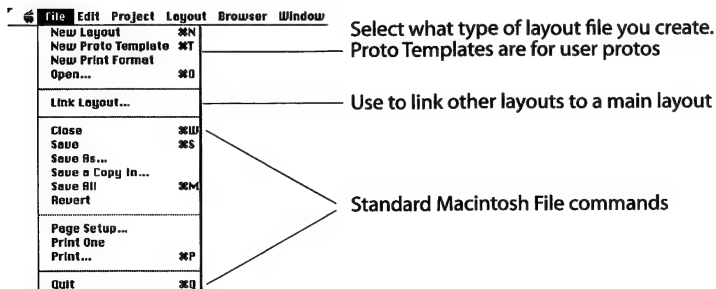 File Edit Project Layout Browser Window
New Layout ⌘N
New Proto Template ⌘T
New Print Format
Open... ⌘O
Link Layout...
Close ⌘W
Save ⌘S
Save As...
Save a Copy In...
Save All ⌘M
Revert
Page Setup...
Print One
Print... ⌘P
Quit ⌘Q
Select what type of layout file you create.
Proto Templates are for user protos
Use to link other layouts to a main layout
Standard Macintosh File commands